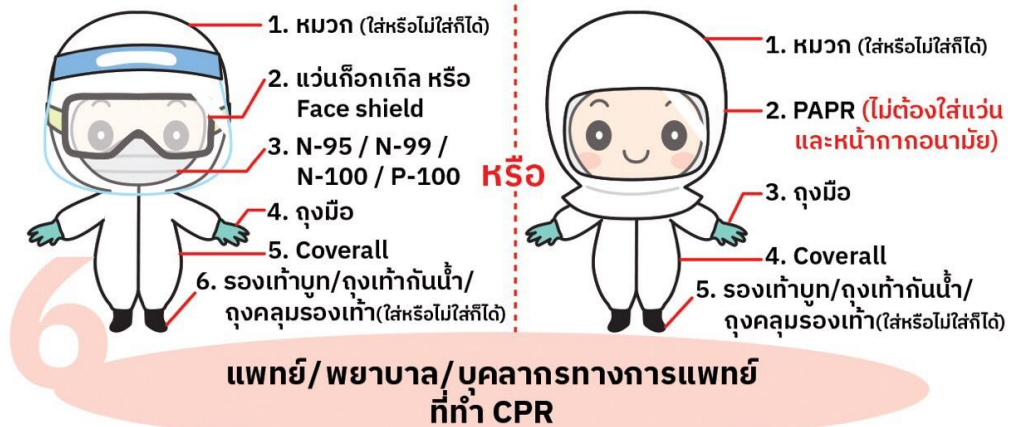 1. หมวก (ใส่หรือไม่ใส่ก็ได้)
2. แว่นก็อกเกิล หรือ
Face shield
3. N-95 / N-99 /
N-100 / P-100
4. ถุงมือ
5. Coverall
6. รองเท้าบูท/ถุงเท้ากันน้ำ/
ถุงคลุมรองเท้า(ใส่หรือไม่ใส่ก็ได้)
หรือ
1. หมวก (ใส่หรือไม่ใส่ก็ได้)
2. PAPR (ไม่ต้องใส่แว่น
และหน้ากากอนามัย)
3. ถุงมือ
4. Coverall
5. รองเท้าบูท/ถุงเท้ากันน้ำ/
ถุงคลุมรองเท้า(ใส่หรือไม่ใส่ก็ได้)
6
แพทย์/พยาบาล/บุคลากรทางการแพทย์
ที่ทำ CPR